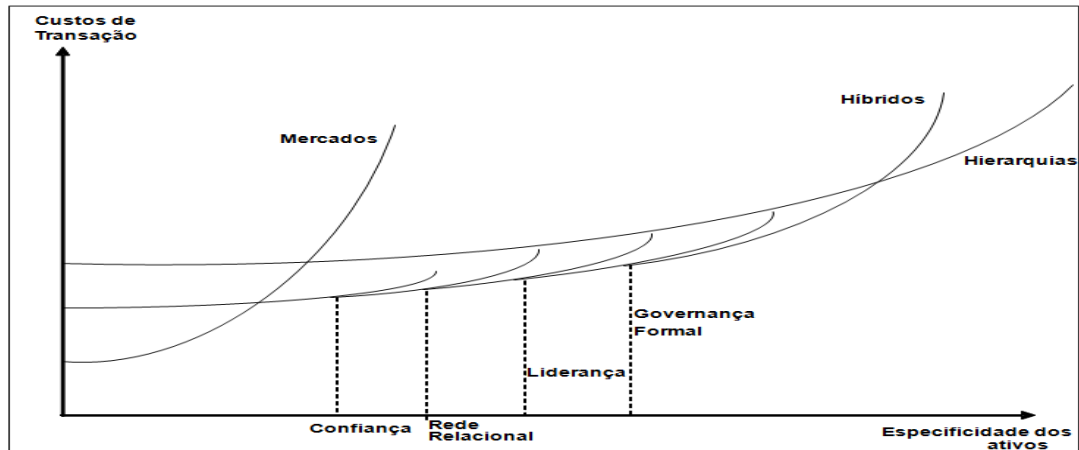 Custos de
Transação
Mercados
Híbridos
Hierarquias
Governança
Formal
Liderança
Confiança
Rede
Relacional
Especificidade dos
ativos